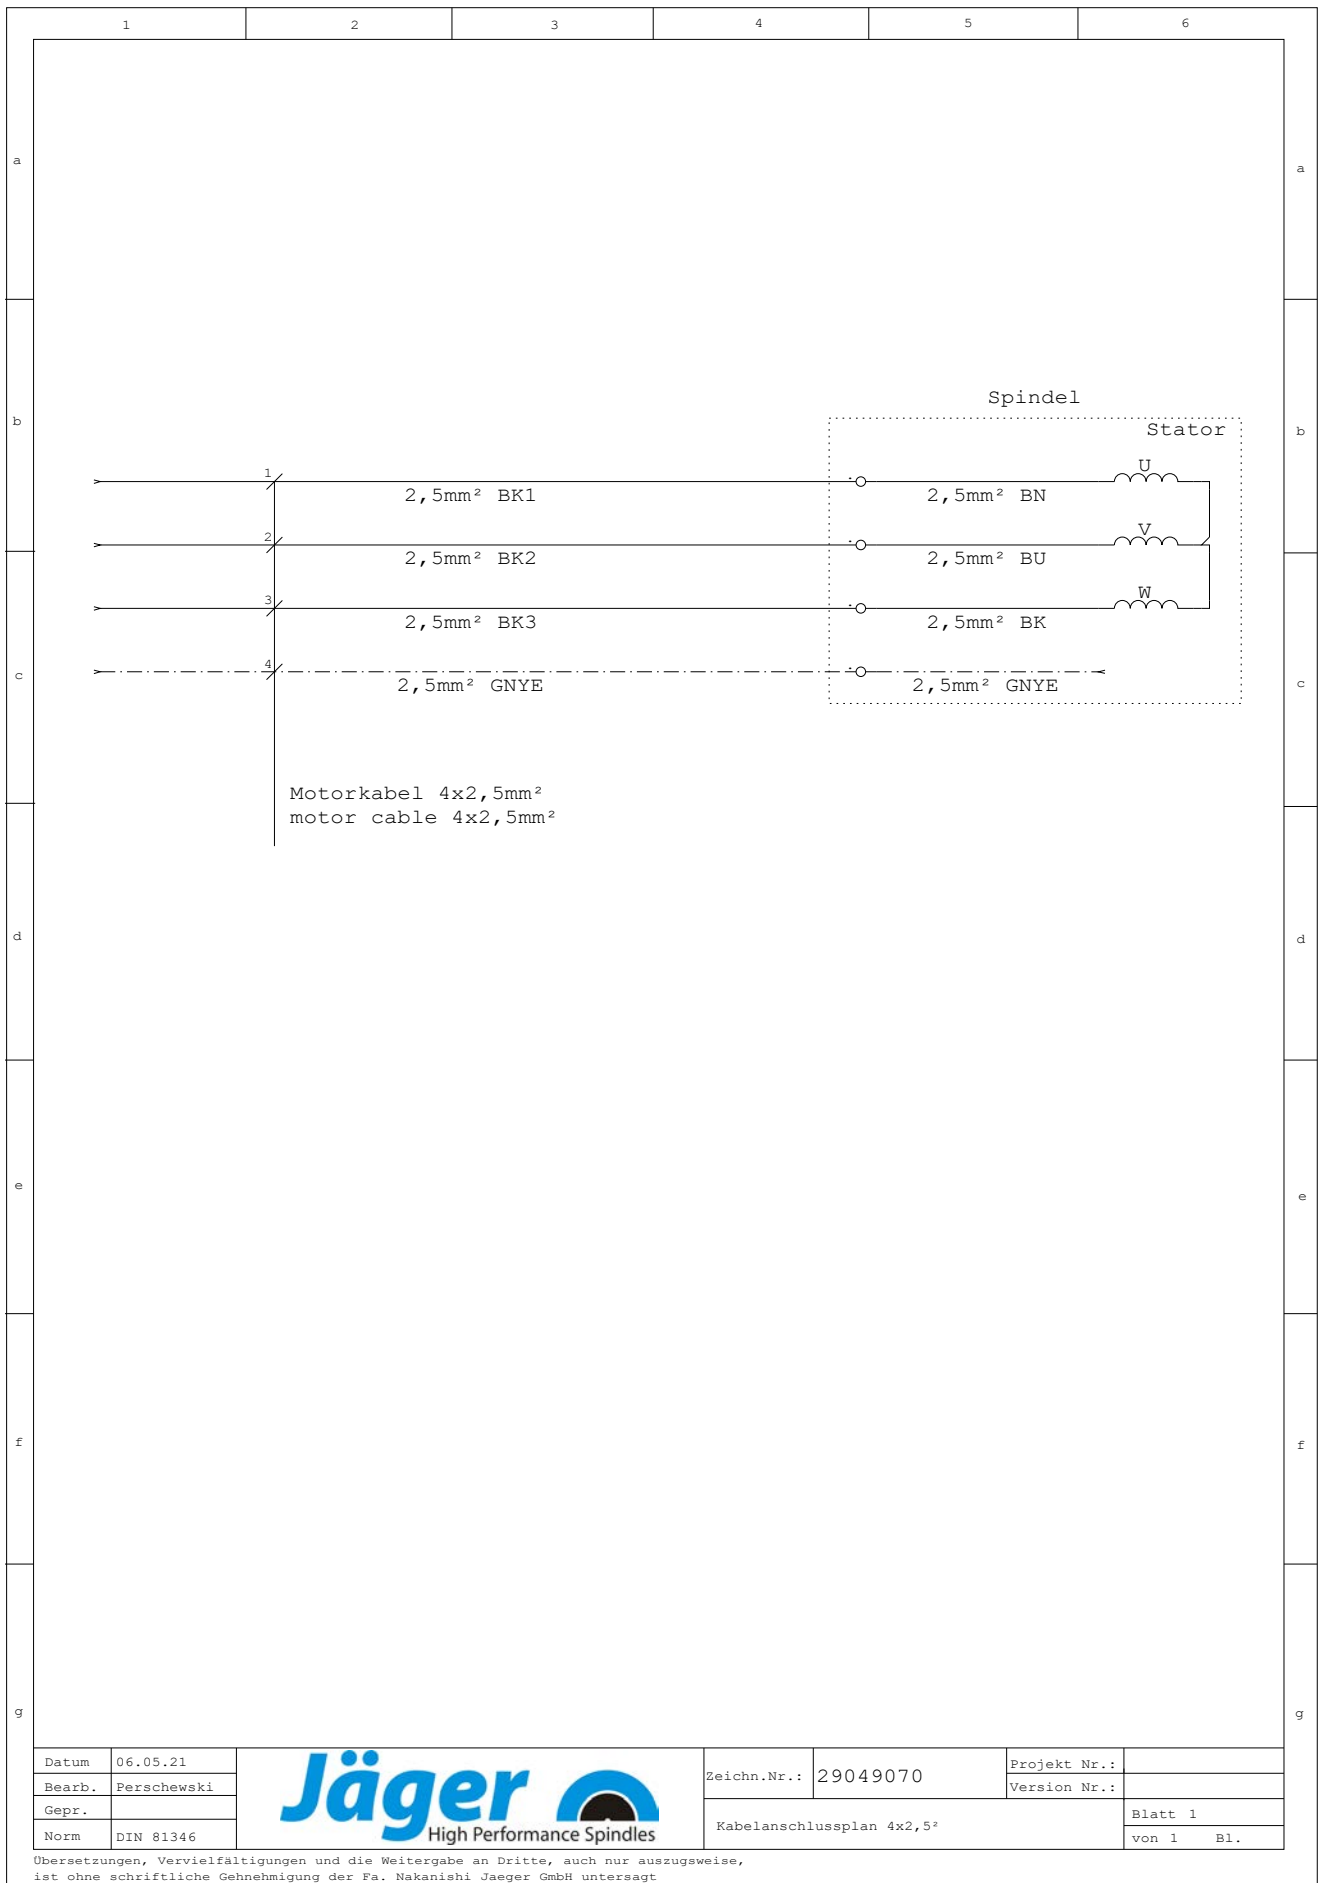 1 2 3 4 5 6
a a
Spindel
b b
Stator
1 U
2,5mm² BK1 2,5mm² BN
2 V
2,5mm² BK2 2,5mm² BU
3 W
2,5mm² BK3 2,5mm² BK
c 4 c
2,5mm² GNYE 2,5mm² GNYE
Motorkabel 4x2,5mm²
motor cable 4x2,5mm²
d d
e e
f f
g g
Datum 06.05.21
Bearb. Perschewski
Gepr.
Norm DIN 81346
Jäger
High Performance Spindles
Zeichn.Nr.: 29049070
Projekt Nr.:
Version Nr.:
Kabelanschlussplan 4x2,5²
Blatt 1
von 1 Bl.
Übersetzungen, Vervielfältigungen und die Weitergabe an Dritte, auch nur auszugsweise,
ist ohne schriftliche Gehnehmigung der Fa. Nakanishi Jaeger GmbH untersagt